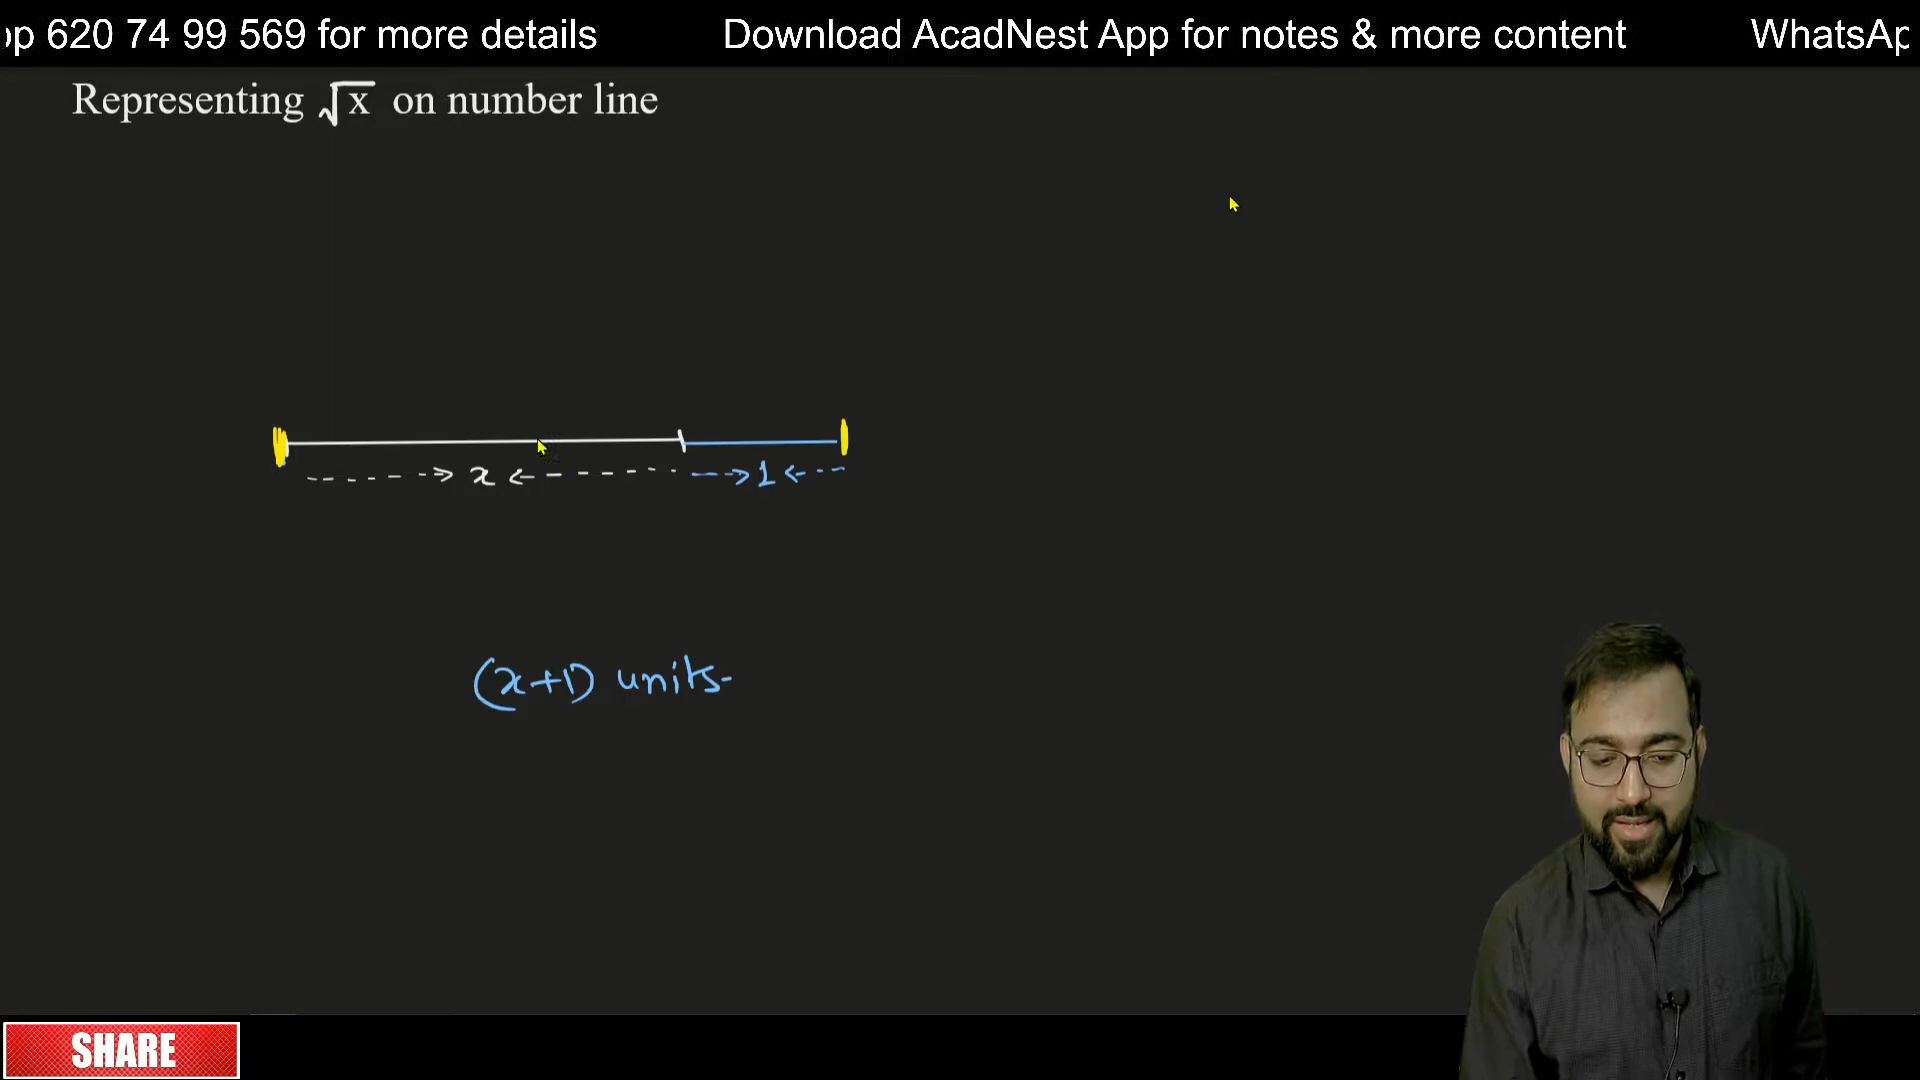 pp 620 74 99 569 for more details Download AcadNest App for notes & more content WhatsAp
Representing √x on number line
x 1
(x+1) units
SHARE